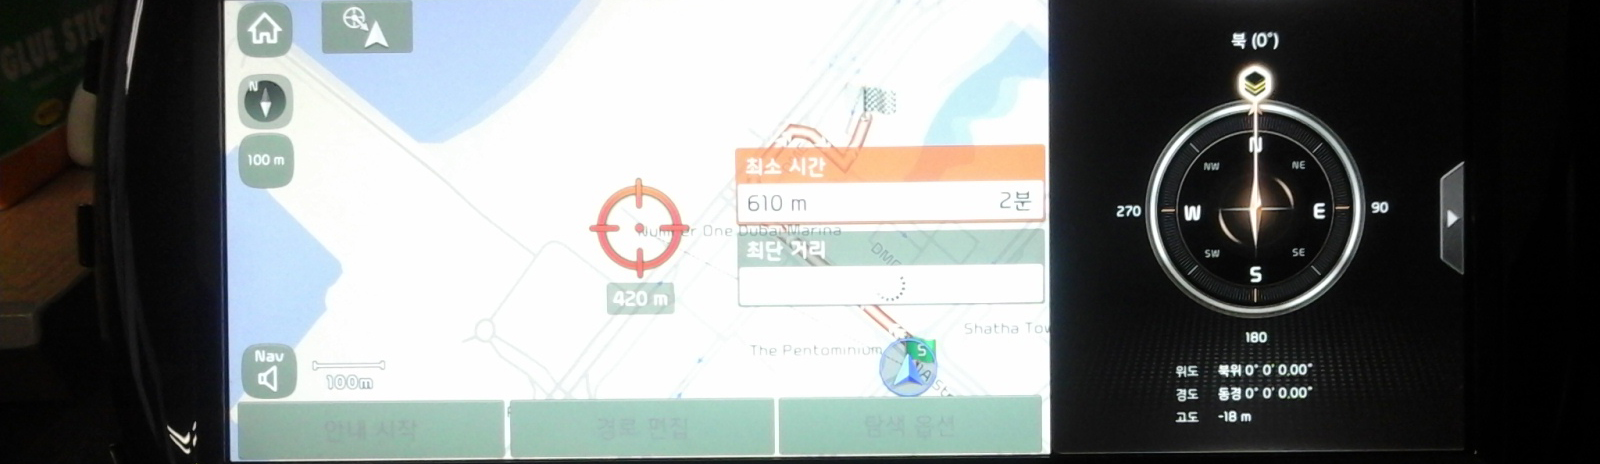 GLUE STIC
N
100 m
최소 시간
610 m 2분
Number One Dubai Marina
최단 거리
DMC
420 m
Shatha Tow
The Pentominium
S
Nav
100m
안내 시작
경로 편집
탐색 옵션
북 (0°)
N
NW NE
270 W E 90
SW SE
S
180
위도 북위 0° 0' 0.00"
경도 동경 0° 0' 0.00"
고도 -18 m